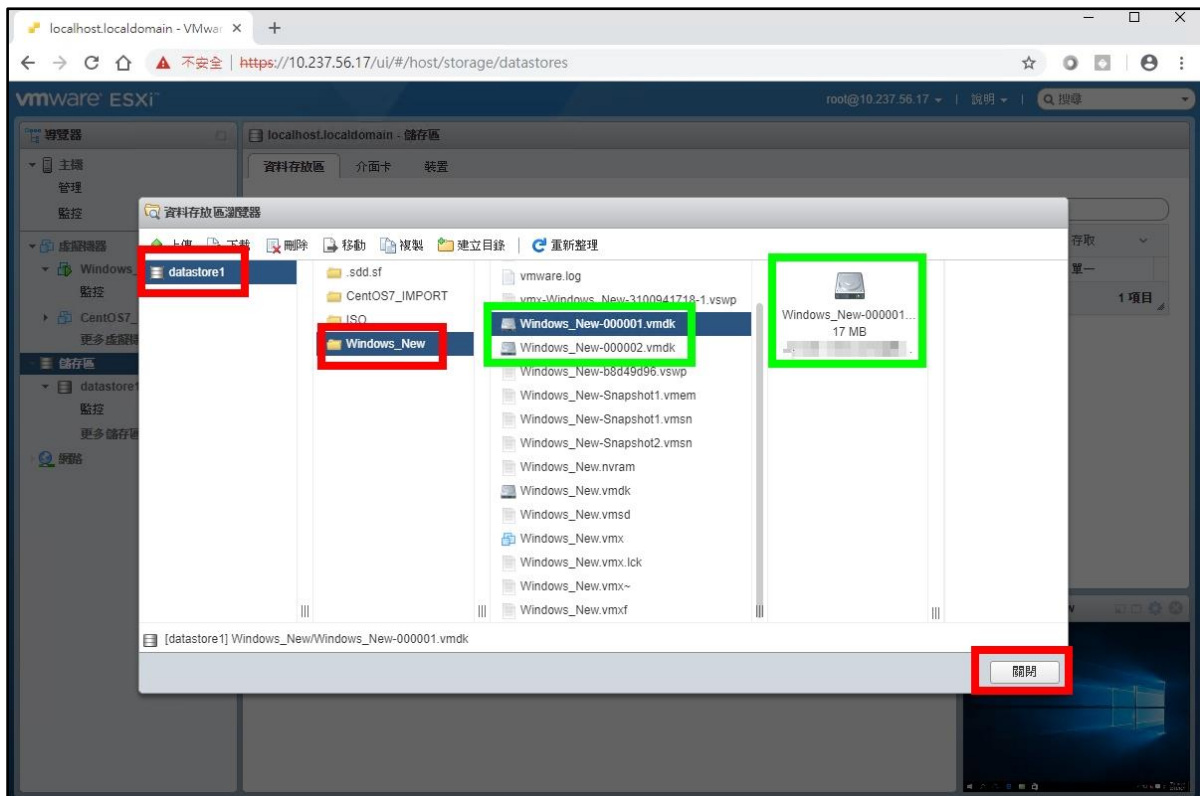 localhost.localdomain - VMwar
不安全 | https://10.237.56.17/ui/#/host/storage/datastores
vmware ESXi™
root@10.237.56.17 | 說明 | 搜尋
導覽器
localhost.localdomain - 儲存區
主機
資料存放區 介面卡 裝置
管理
監控
資料存放區瀏覽器
虛擬機器
上傳 下載 刪除 移動 複製 建立目錄 重新整理
存取
Windows_
datastore1
.sdd.sf
vmware.log
單一
監控
CentOS7_IMPORT
vmx-Windows_New-3100941718-1.vswp
1 項目
CentOS7_
ISO
Windows_New-000001.vmdk
Windows_New-000001...
17 MB
更多虛擬機
Windows_New
Windows_New-000002.vmdk
儲存區
Windows_New-b8d49d96.vswp
datastore1
Windows_New-Snapshot1.vmem
監控
Windows_New-Snapshot1.vmsn
更多儲存區
Windows_New-Snapshot2.vmsn
網路
Windows_New.nvram
Windows_New.vmdk
Windows_New.vmsd
Windows_New.vmx
Windows_New.vmx.lck
Windows_New.vmx~
Windows_New.vmxf
[datastore1] Windows_New/Windows_New-000001.vmdk
關閉